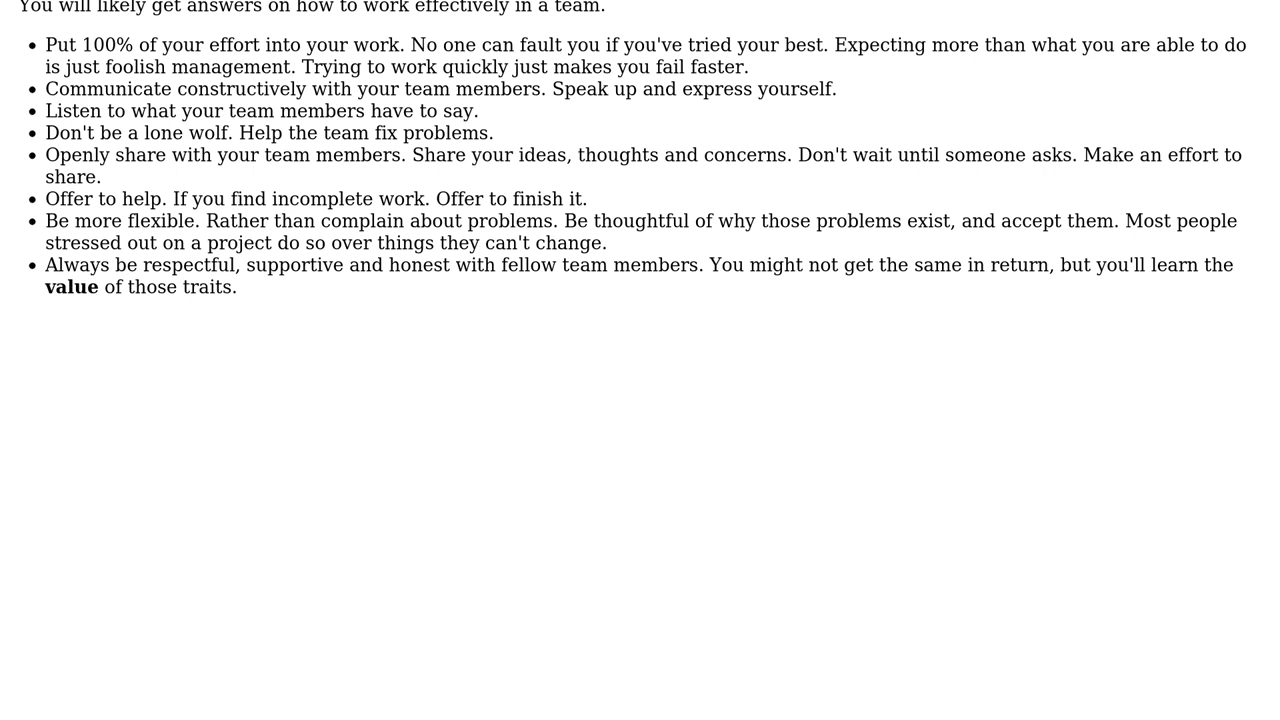 You will likely get answers on how to work effectively in a team.
• Put 100% of your effort into your work. No one can fault you if you've tried your best. Expecting more than what you are able to do
is just foolish management. Trying to work quickly just makes you fail faster.
• Communicate constructively with your team members. Speak up and express yourself.
• Listen to what your team members have to say.
• Don't be a lone wolf. Help the team fix problems.
• Openly share with your team members. Share your ideas, thoughts and concerns. Don't wait until someone asks. Make an effort to
share.
• Offer to help. If you find incomplete work. Offer to finish it.
• Be more flexible. Rather than complain about problems. Be thoughtful of why those problems exist, and accept them. Most people
stressed out on a project do so over things they can't change.
• Always be respectful, supportive and honest with fellow team members. You might not get the same in return, but you'll learn the
value of those traits.